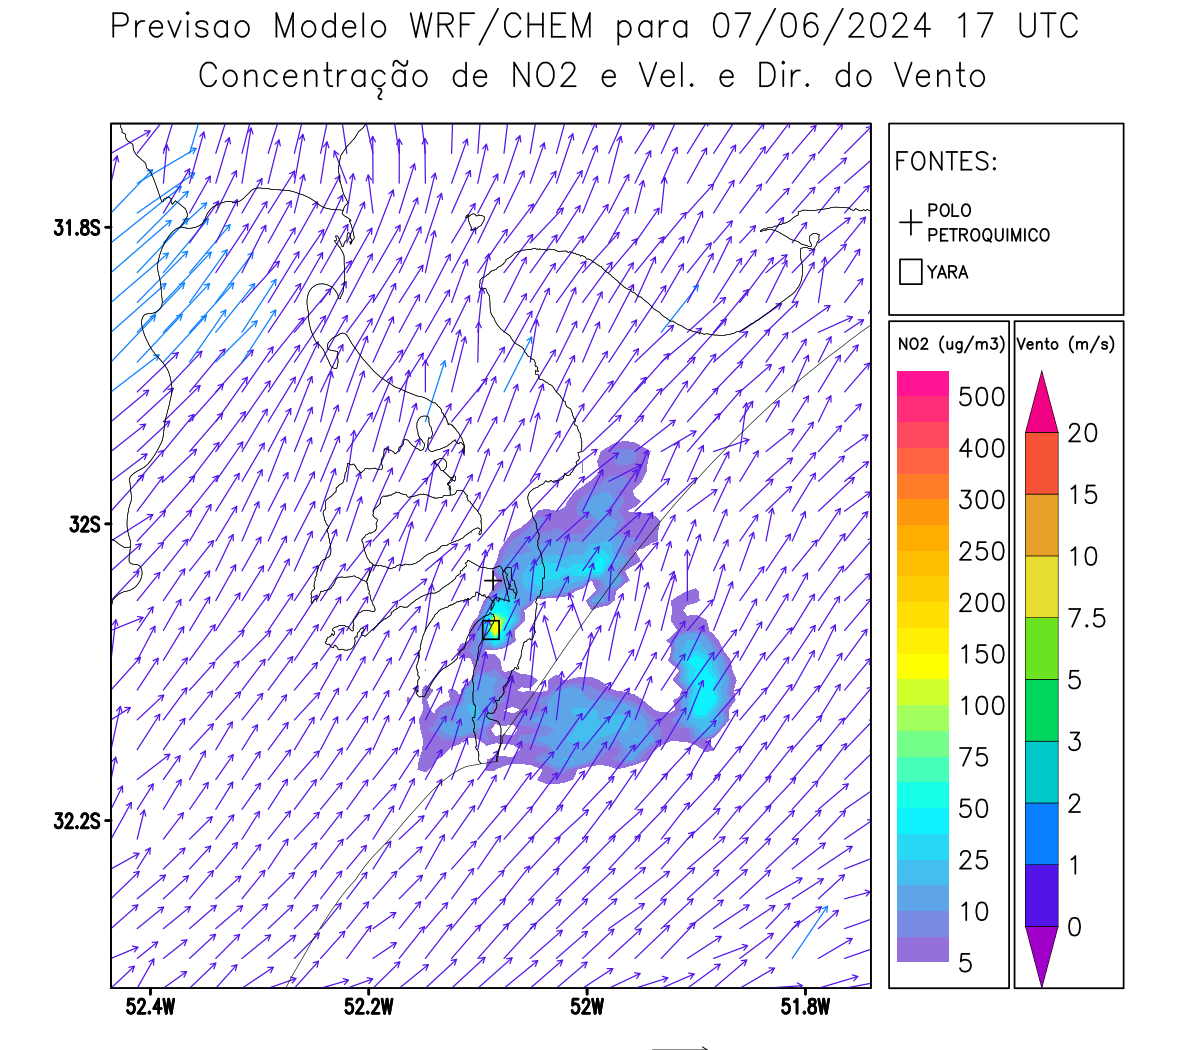 Previsao Modelo WRF/CHEM para 07/06/2024 17 UTC
Concentração de NO2 e Vel. e Dir. do Vento
FONTES:
POLO
PETROQUIMICO
YARA
NO2 (ug/m3)
500
400
300
250
200
150
100
75
50
25
10
5
Vento (m/s)
20
15
10
7.5
5
3
2
1
0
31.8S
32S
32.2S
52.4W
52.2W
52W
51.8W